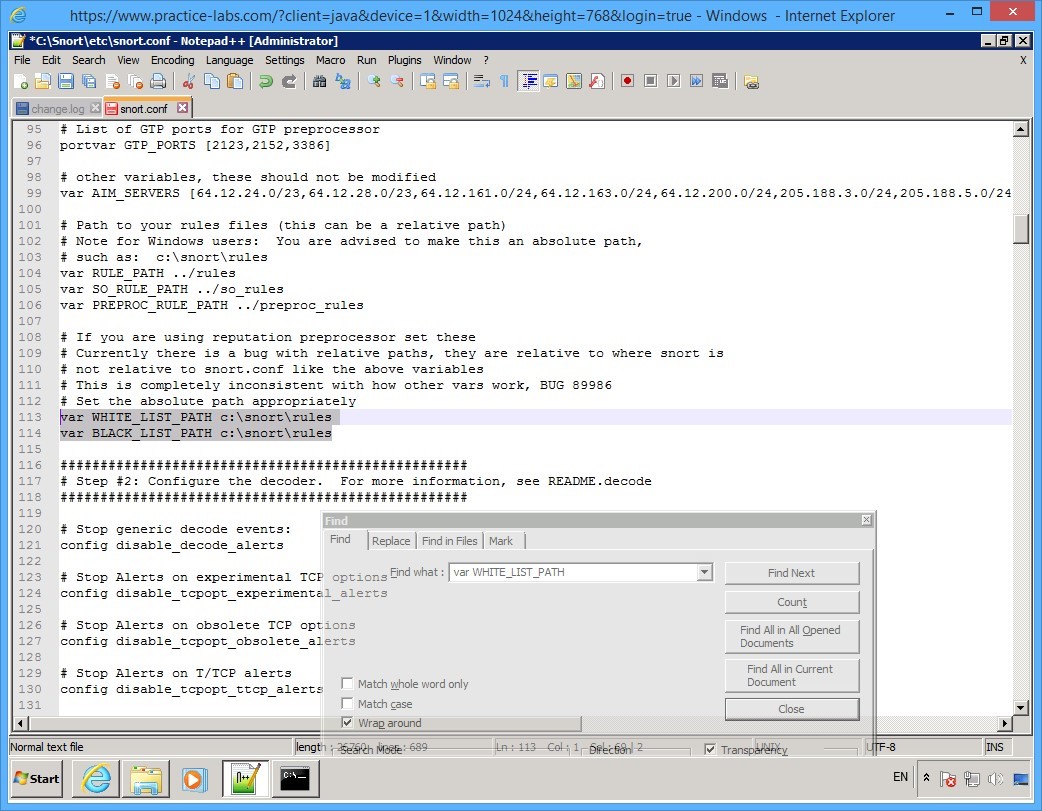 https://www.practice-labs.com/?client=java&device=1&width=1024&height=768&login=true - Windows - Internet Explorer
*C:\Snort\etc\snort.conf - Notepad++ [Administrator]
File Edit Search View Encoding Language Settings Macro Run Plugins Window ? X
change.log snort.conf
95 # List of GTP ports for GTP preprocessor
96 portvar GTP_PORTS [2123,2152,3386]
97
98 # other variables, these should not be modified
99 var AIM_SERVERS [64.12.24.0/23,64.12.28.0/23,64.12.161.0/24,64.12.163.0/24,64.12.200.0/24,205.188.3.0/24,205.188.5.0/24
100
101 # Path to your rules files (this can be a relative path)
102 # Note for Windows users:  You are advised to make this an absolute path,
103 # such as:  c:\snort\rules
104 var RULE_PATH ../rules
105 var SO_RULE_PATH ../so_rules
106 var PREPROC_RULE_PATH ../preproc_rules
107
108 # If you are using reputation preprocessor set these
109 # Currently there is a bug with relative paths, they are relative to where snort is
110 # not relative to snort.conf like the above variables
111 # This is completely inconsistent with how other vars work, BUG 89986
112 # Set the absolute path appropriately
113 var WHITE_LIST_PATH c:\snort\rules
114 var BLACK_LIST_PATH c:\snort\rules
115
116 ###################################################
117 # Step #2: Configure the decoder.  For more information, see README.decode
118 ###################################################
119
120 # Stop generic decode events:
121 config disable_decode_alerts
122
123 # Stop Alerts on experimental TCP options
124 config disable_tcpopt_experimental_alerts
125
126 # Stop Alerts on obsolete TCP options
127 config disable_tcpopt_obsolete_alerts
128
129 # Stop Alerts on T/TCP alerts
130 config disable_tcpopt_ttcp_alerts
131
Find
Find Replace Find in Files Mark
Find what : var WHITE_LIST_PATH
Find Next
Count
Find All in All Opened
Documents
Find All in Current
Document
Close
Match whole word only
Match case
Wrap around
Search Mode Direction Transparency
Normal text file length : 689 Ln : 113 Col : 1 Sel : 69 | 2 UNIX UTF-8 INS
Start EN